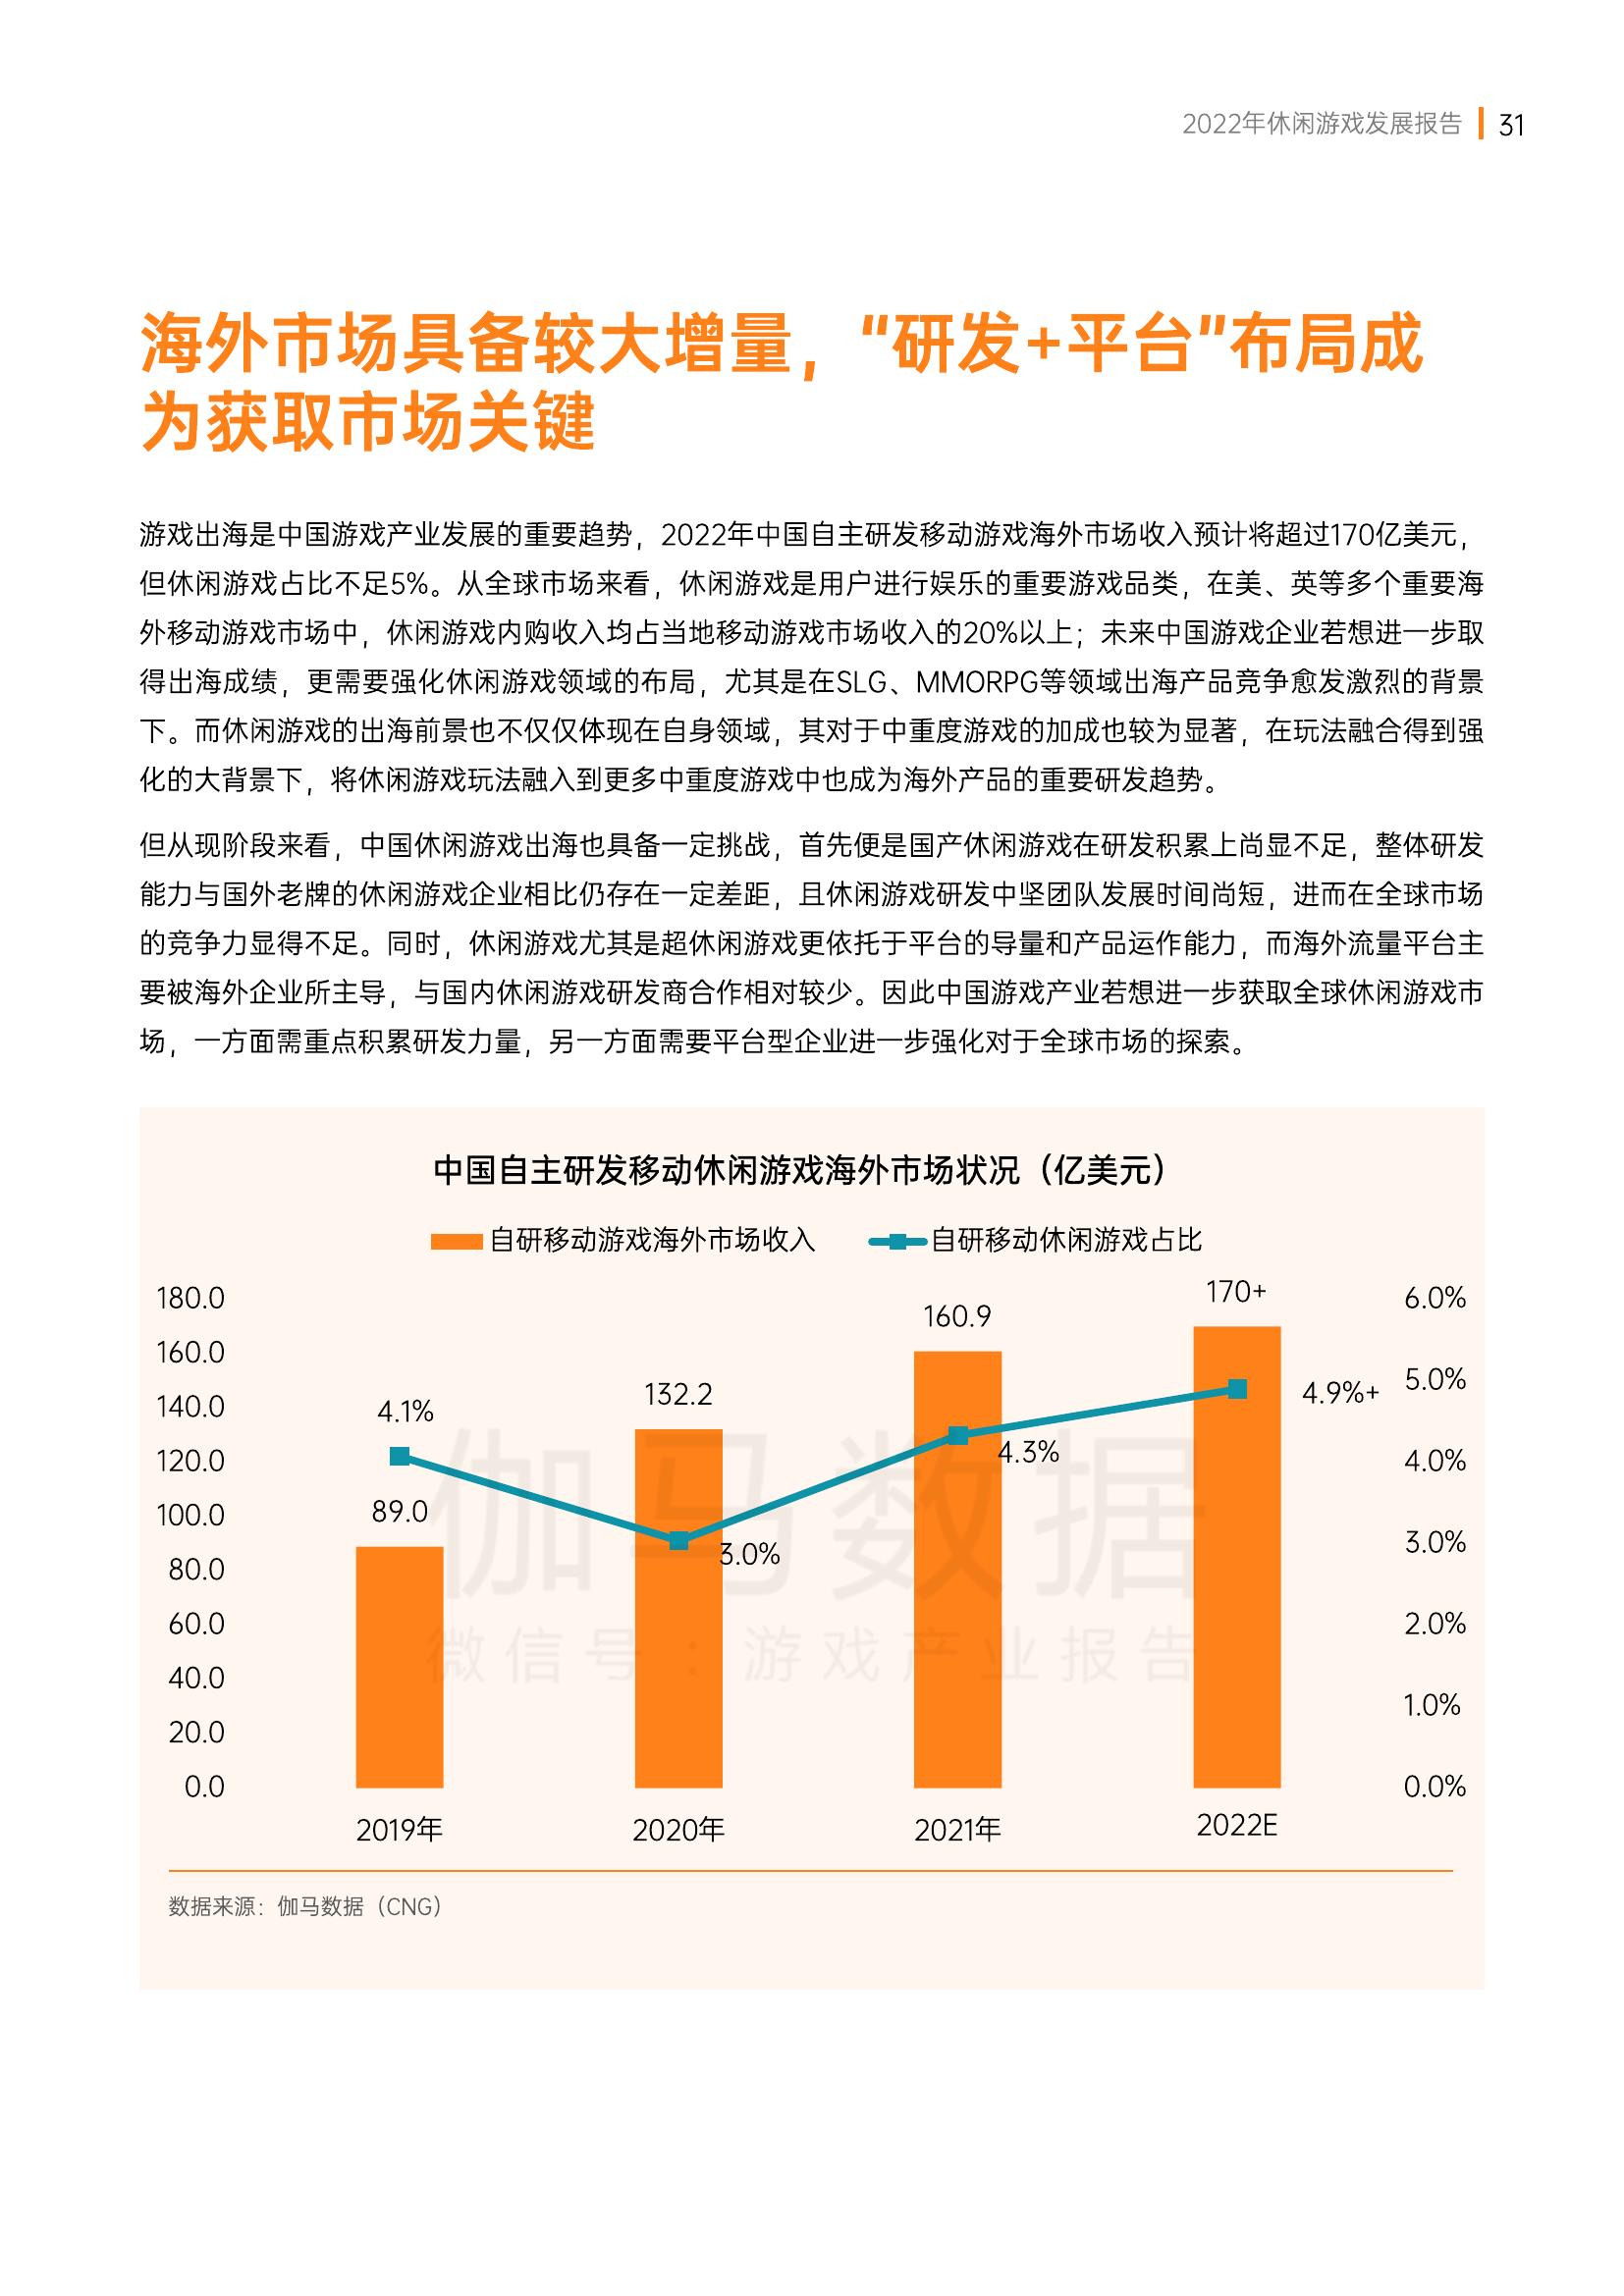 2022年休闲游戏发展报告 31
海外市场具备较大增量，“研发+平台”布局成
为获取市场关键
游戏出海是中国游戏产业发展的重要趋势，2022年中国自主研发移动游戏海外市场收入预计将超过170亿美元，
但休闲游戏占比不足5%。从全球市场来看，休闲游戏是用户进行娱乐的重要游戏品类，在美、英等多个重要海
外移动游戏市场中，休闲游戏内购收入均占当地移动游戏市场收入的20%以上；未来中国游戏企业若想进一步取
得出海成绩，更需要强化休闲游戏领域的布局，尤其是在SLG、MMORPG等领域出海产品竞争愈发激烈的背景
下。而休闲游戏的出海前景也不仅仅体现在自身领域，其对于中重度游戏的加成也较为显著，在玩法融合得到强
化的大背景下，将休闲游戏玩法融入到更多中重度游戏中也成为海外产品的重要研发趋势。
但从现阶段来看，中国休闲游戏出海也具备一定挑战，首先便是国产休闲游戏在研发积累上尚显不足，整体研发
能力与国外老牌的休闲游戏企业相比仍存在一定差距，且休闲游戏研发中坚团队发展时间尚短，进而在全球市场
的竞争力显得不足。同时，休闲游戏尤其是超休闲游戏更依托于平台的导量和产品运作能力，而海外流量平台主
要被海外企业所主导，与国内休闲游戏研发商合作相对较少。因此中国游戏产业若想进一步获取全球休闲游戏市
场，一方面需重点积累研发力量，另一方面需要平台型企业进一步强化对于全球市场的探索。
中国自主研发移动休闲游戏海外市场状况（亿美元）
自研移动游戏海外市场收入 自研移动休闲游戏占比
180.0
160.0
140.0
120.0
100.0
80.0
60.0
40.0
20.0
0.0
4.1%
89.0
132.2
3.0%
160.9
4.3%
170+
4.9%+
6.0%
5.0%
4.0%
3.0%
2.0%
1.0%
0.0%
2019年 2020年 2021年 2022E
伽马数据
微信号：游戏产业报告
数据来源：伽马数据（CNG）